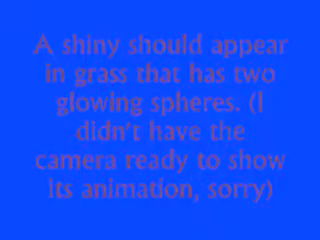 A shiny should appear
in grass that has two
glowing spheres. (I
didn't have the
camera ready to show
its animation, sorry)